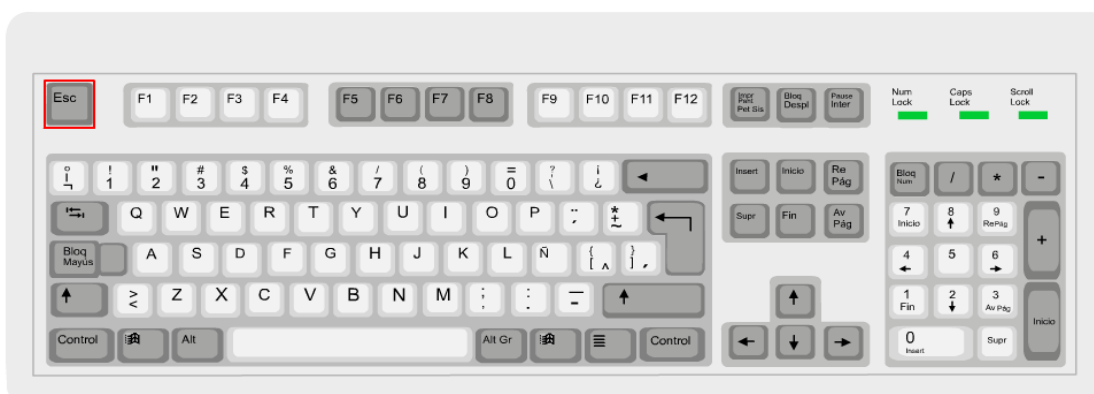 Esc F1 F2 F3 F4 F5 F6 F7 F8 F9 F10 F11 F12
Impr
Pant
Pet Sis
Bloq
Despl
Pause
Inter
Num
Lock
Caps
Lock
Scroll
Lock
º
¬
!
1
"
2
#
3
$
4
%
5
&
6
/
7
(
8
)
9
=
0
?
\
¡
¿
Insert Inicio Re
Pág
Bloq
Num
/ * -
Q W E R T Y U I O P
*
±
~
Supr Fin Av
Pág
7
Inicio
8
9
RePág
+
Bloq
Mayus
A S D F G H J K L Ñ
{
[ ^
}
] ,
4
5
6
>
<
Z X C V B N M
;
:
_
-
1
Fin
2
3
Av Pág
Inicio
Control Alt Alt Gr Control
0
Insert
Supr